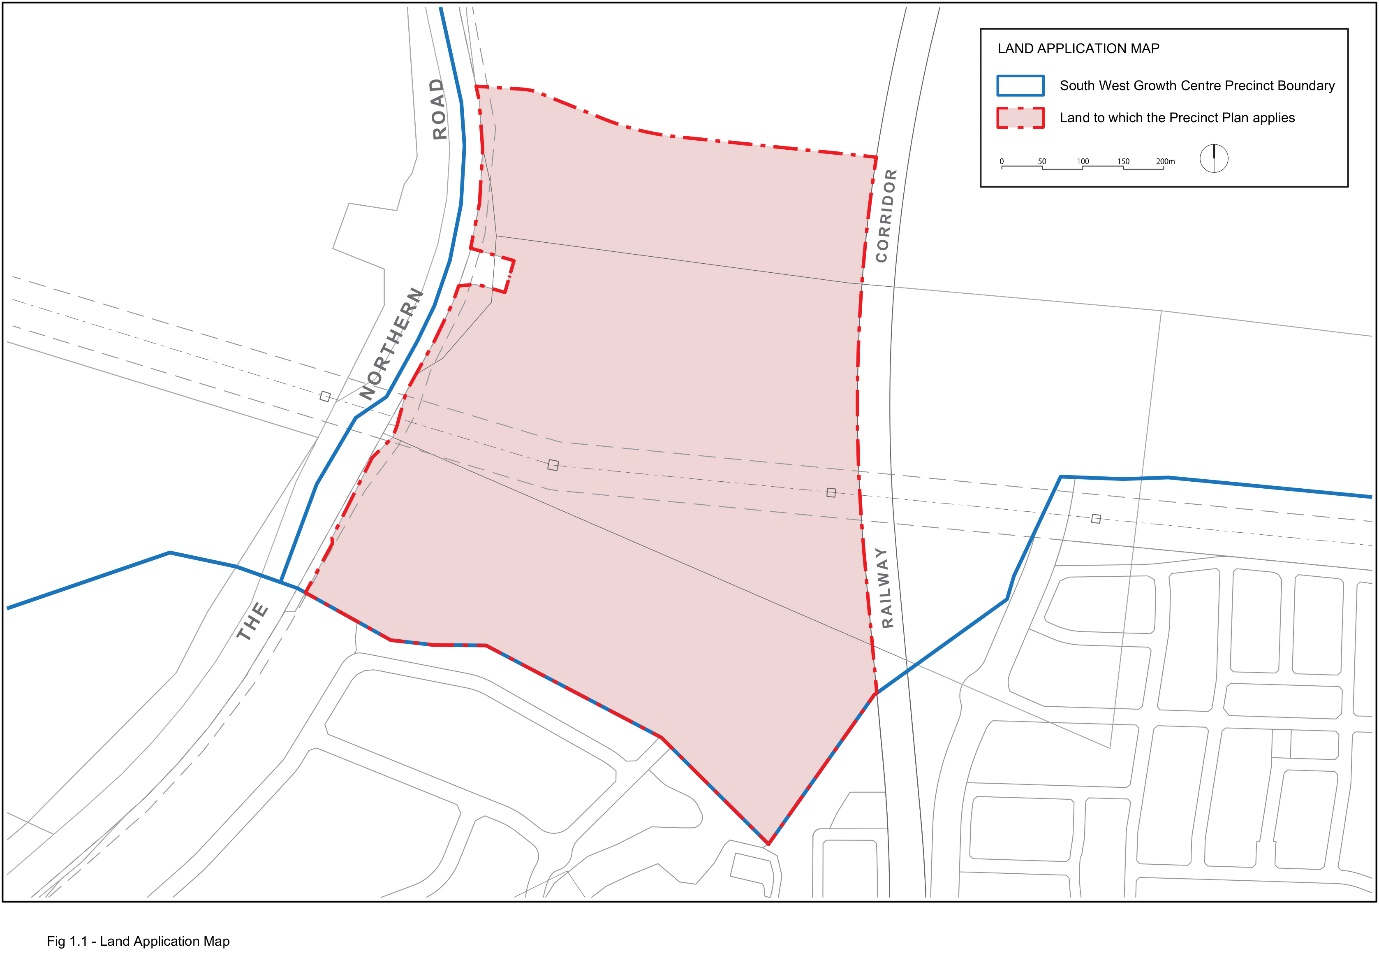 LAND APPLICATION MAP
South West Growth Centre Precinct Boundary
Land to which the Precinct Plan applies
0 50 100 150 200m
THE NORTHERN ROAD
RAILWAY CORRIDOR
Fig 1.1 - Land Application Map